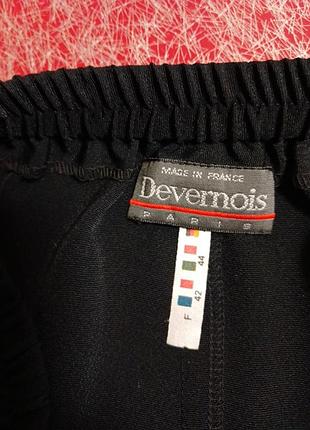 MADE IN FRANCE
Devernois
PARIS
44
F 42